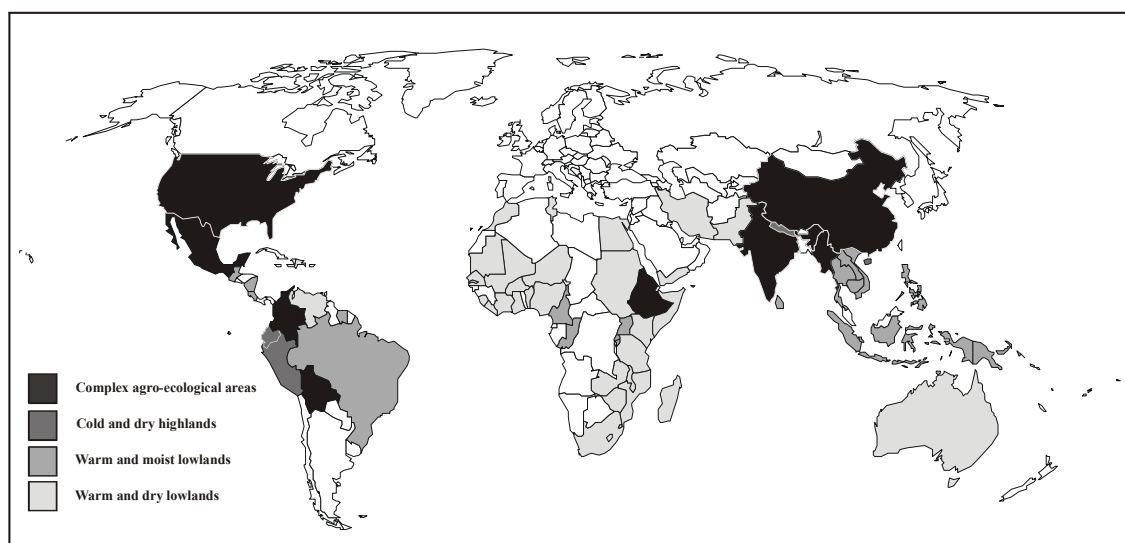 Complex agro-ecological areas
Cold and dry highlands
Warm and moist lowlands
Warm and dry lowlands